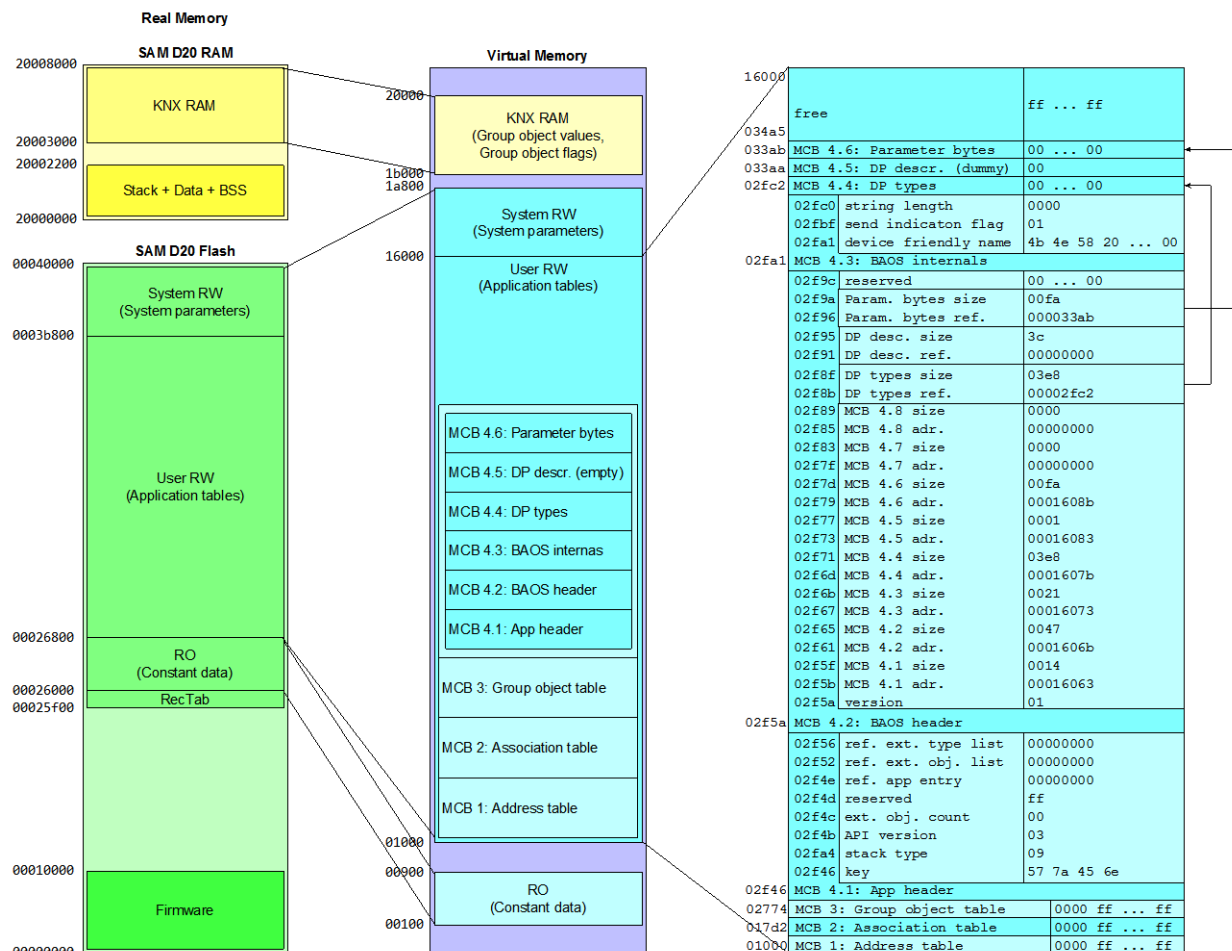 Real Memory
SAM D20 RAM
20008000
KNX RAM
20003000
20002200
Stack + Data + BSS
20000000
SAM D20 Flash
00040000
System RW
(System parameters)
0003b800
User RW
(Application tables)
00026800
RO
(Constant data)
00026000
RecTab
00025f00
00010000
Firmware
00000000
Virtual Memory
20000
KNX RAM
(Group object values,
Group object flags)
1b000
1a800
System RW
(System parameters)
16000
User RW
(Application tables)
MCB 4.6: Parameter bytes
MCB 4.5: DP descr. (empty)
MCB 4.4: DP types
MCB 4.3: BAOS internas
MCB 4.2: BAOS header
MCB 4.1: App header
MCB 3: Group object table
MCB 2: Association table
MCB 1: Address table
01000
00900
RO
(Constant data)
00100
16000
free ff ... ff
034a5
033ab MCB 4.6: Parameter bytes 00 ... 00
033aa MCB 4.5: DP descr. (dummy) 00
02fc2 MCB 4.4: DP types 00 ... 00
02fc0 string length 0000
02fbf send indicaton flag 01
02fa1 device friendly name 4b 4e 58 20 ... 00
02fa1 MCB 4.3: BAOS internals
02f9c reserved 00 ... 00
02f9a Param. bytes size 00fa
02f96 Param. bytes ref. 000033ab
02f95 DP desc. size 3c
02f91 DP desc. ref. 00000000
02f8f DP types size 03e8
02f8b DP types ref. 00002fc2
02f89 MCB 4.8 size 0000
02f85 MCB 4.8 adr. 00000000
02f83 MCB 4.7 size 0000
02f7f MCB 4.7 adr. 00000000
02f7d MCB 4.6 size 00fa
02f79 MCB 4.6 adr. 0001608b
02f77 MCB 4.5 size 0001
02f73 MCB 4.5 adr. 00016083
02f71 MCB 4.4 size 03e8
02f6d MCB 4.4 adr. 0001607b
02f6b MCB 4.3 size 0021
02f67 MCB 4.3 adr. 00016073
02f65 MCB 4.2 size 0047
02f61 MCB 4.2 adr. 0001606b
02f5f MCB 4.1 size 0014
02f5b MCB 4.1 adr. 00016063
02f5a version 01
02f5a MCB 4.2: BAOS header
02f56 ref. ext. type list 00000000
02f52 ref. ext. obj. list 00000000
02f4e ref. app entry 00000000
02f4d reserved ff
02f4c ext. obj. count 00
02f4b API version 03
02fa4 stack type 09
02f46 key 57 7a 45 6e
02f46 MCB 4.1: App header
02774 MCB 3: Group object table 0000 ff ... ff
017d2 MCB 2: Association table 0000 ff ... ff
01000 MCB 1: Address table 0000 ff ... ff